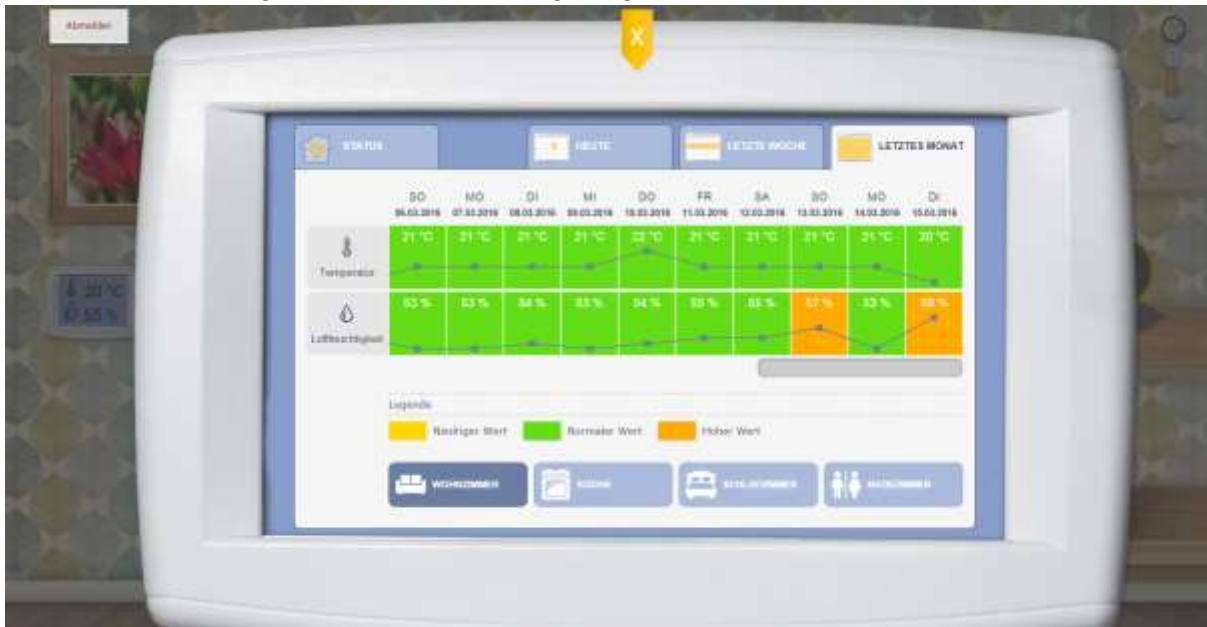 Abmelden
X
STATUS
HEUTE
LETZTE WOCHE
LETZTES MONAT
SO MO DI MI DO FR SA SO MO DI
06.03.2016 07.03.2016 08.03.2016 09.03.2016 10.03.2016 11.03.2016 12.03.2016 13.03.2016 14.03.2016 15.03.2016
21 °C 21 °C 21 °C 21 °C 22 °C 21 °C 21 °C 21 °C 21 °C 20 °C
Temperatur
53 % 53 % 54 % 53 % 54 % 55 % 55 % 57 % 53 %
Luftfeuchtigkeit
20 °C
55 %
Legende
Niedriger Wert
Normaler Wert
Hoher Wert
WOHNZIMMER
KÜCHE
SCHLAFZIMMER
BADEZIMMER